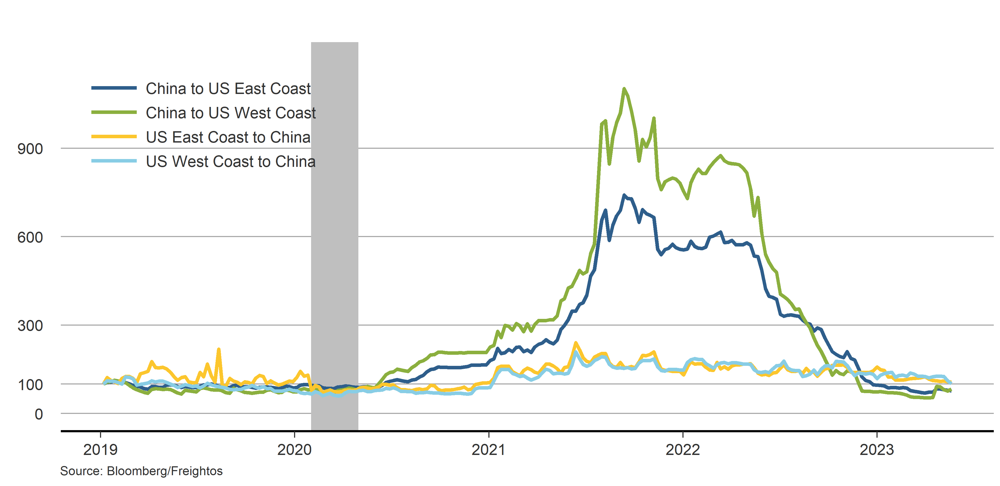 China to US East Coast
China to US West Coast
US East Coast to China
US West Coast to China
900
600
300
100
0
2019 2020 2021 2022 2023
Source: Bloomberg/Freightos